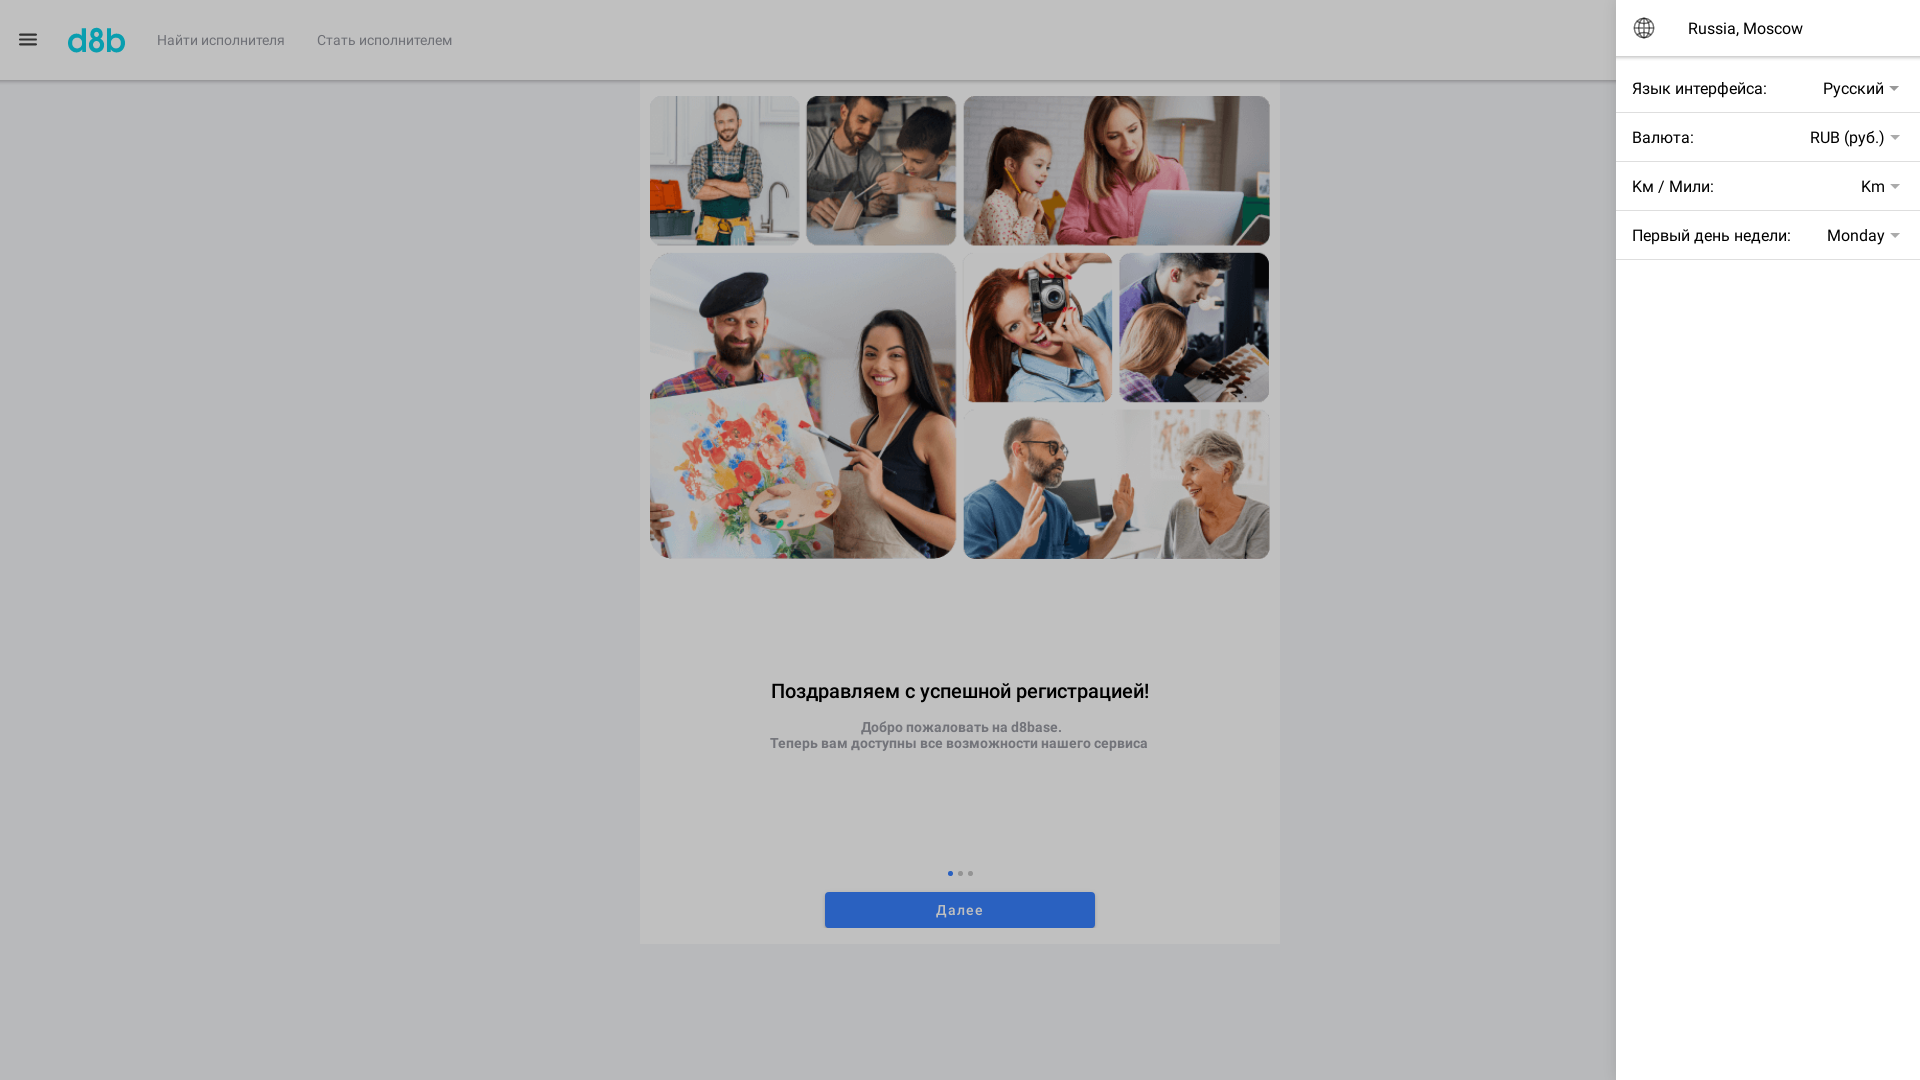 d8b
Найти исполнителя
Стать исполнителем
Russia, Moscow
Язык интерфейса: Русский
Валюта: RUB (руб.)
Км / Мили: Km
Первый день недели: Monday
Поздравляем с успешной регистрацией!
Добро пожаловать на d8base.
Теперь вам доступны все возможности нашего сервиса
Далее